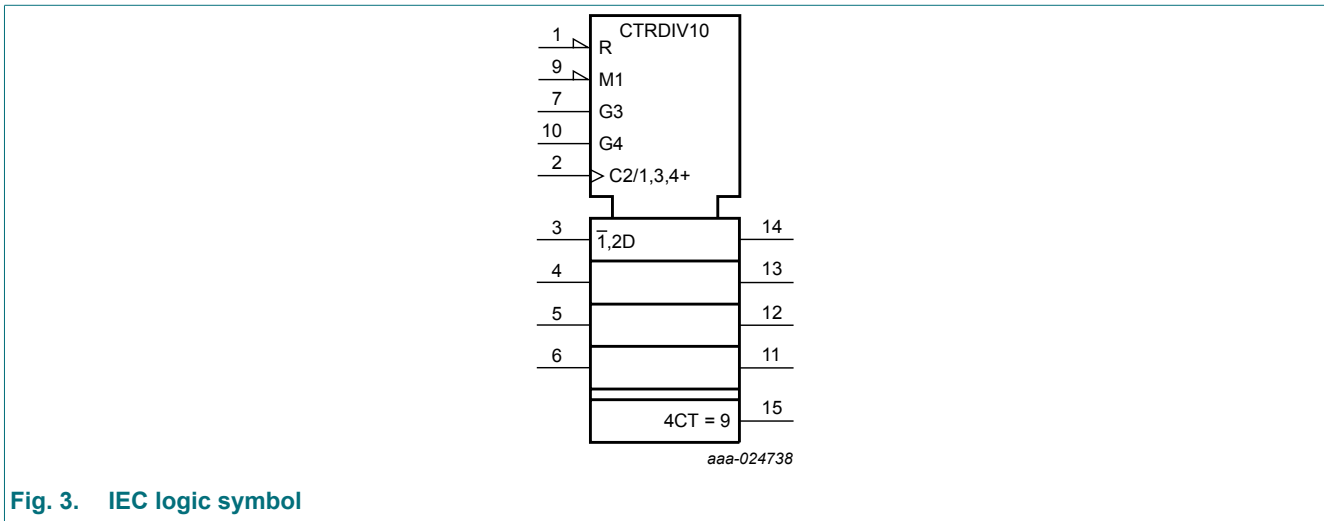 CTRDIV10
1
R
9
M1
7
G3
10
G4
2
C2/1,3,4+
3
1̅,2D
14
4
13
5
12
6
11
4CT = 9
15
aaa-024738
Fig. 3. IEC logic symbol